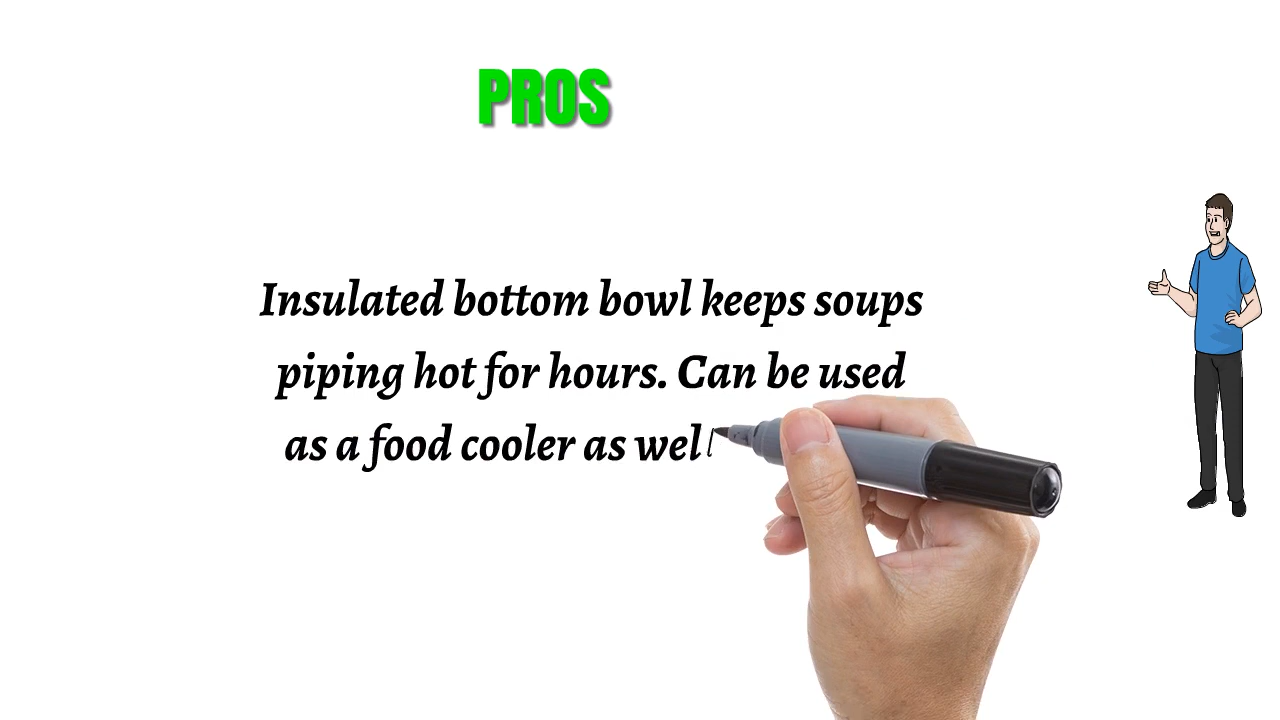 PROS
Insulated bottom bowl keeps soups
piping hot for hours. Can be used
as a food cooler as wel